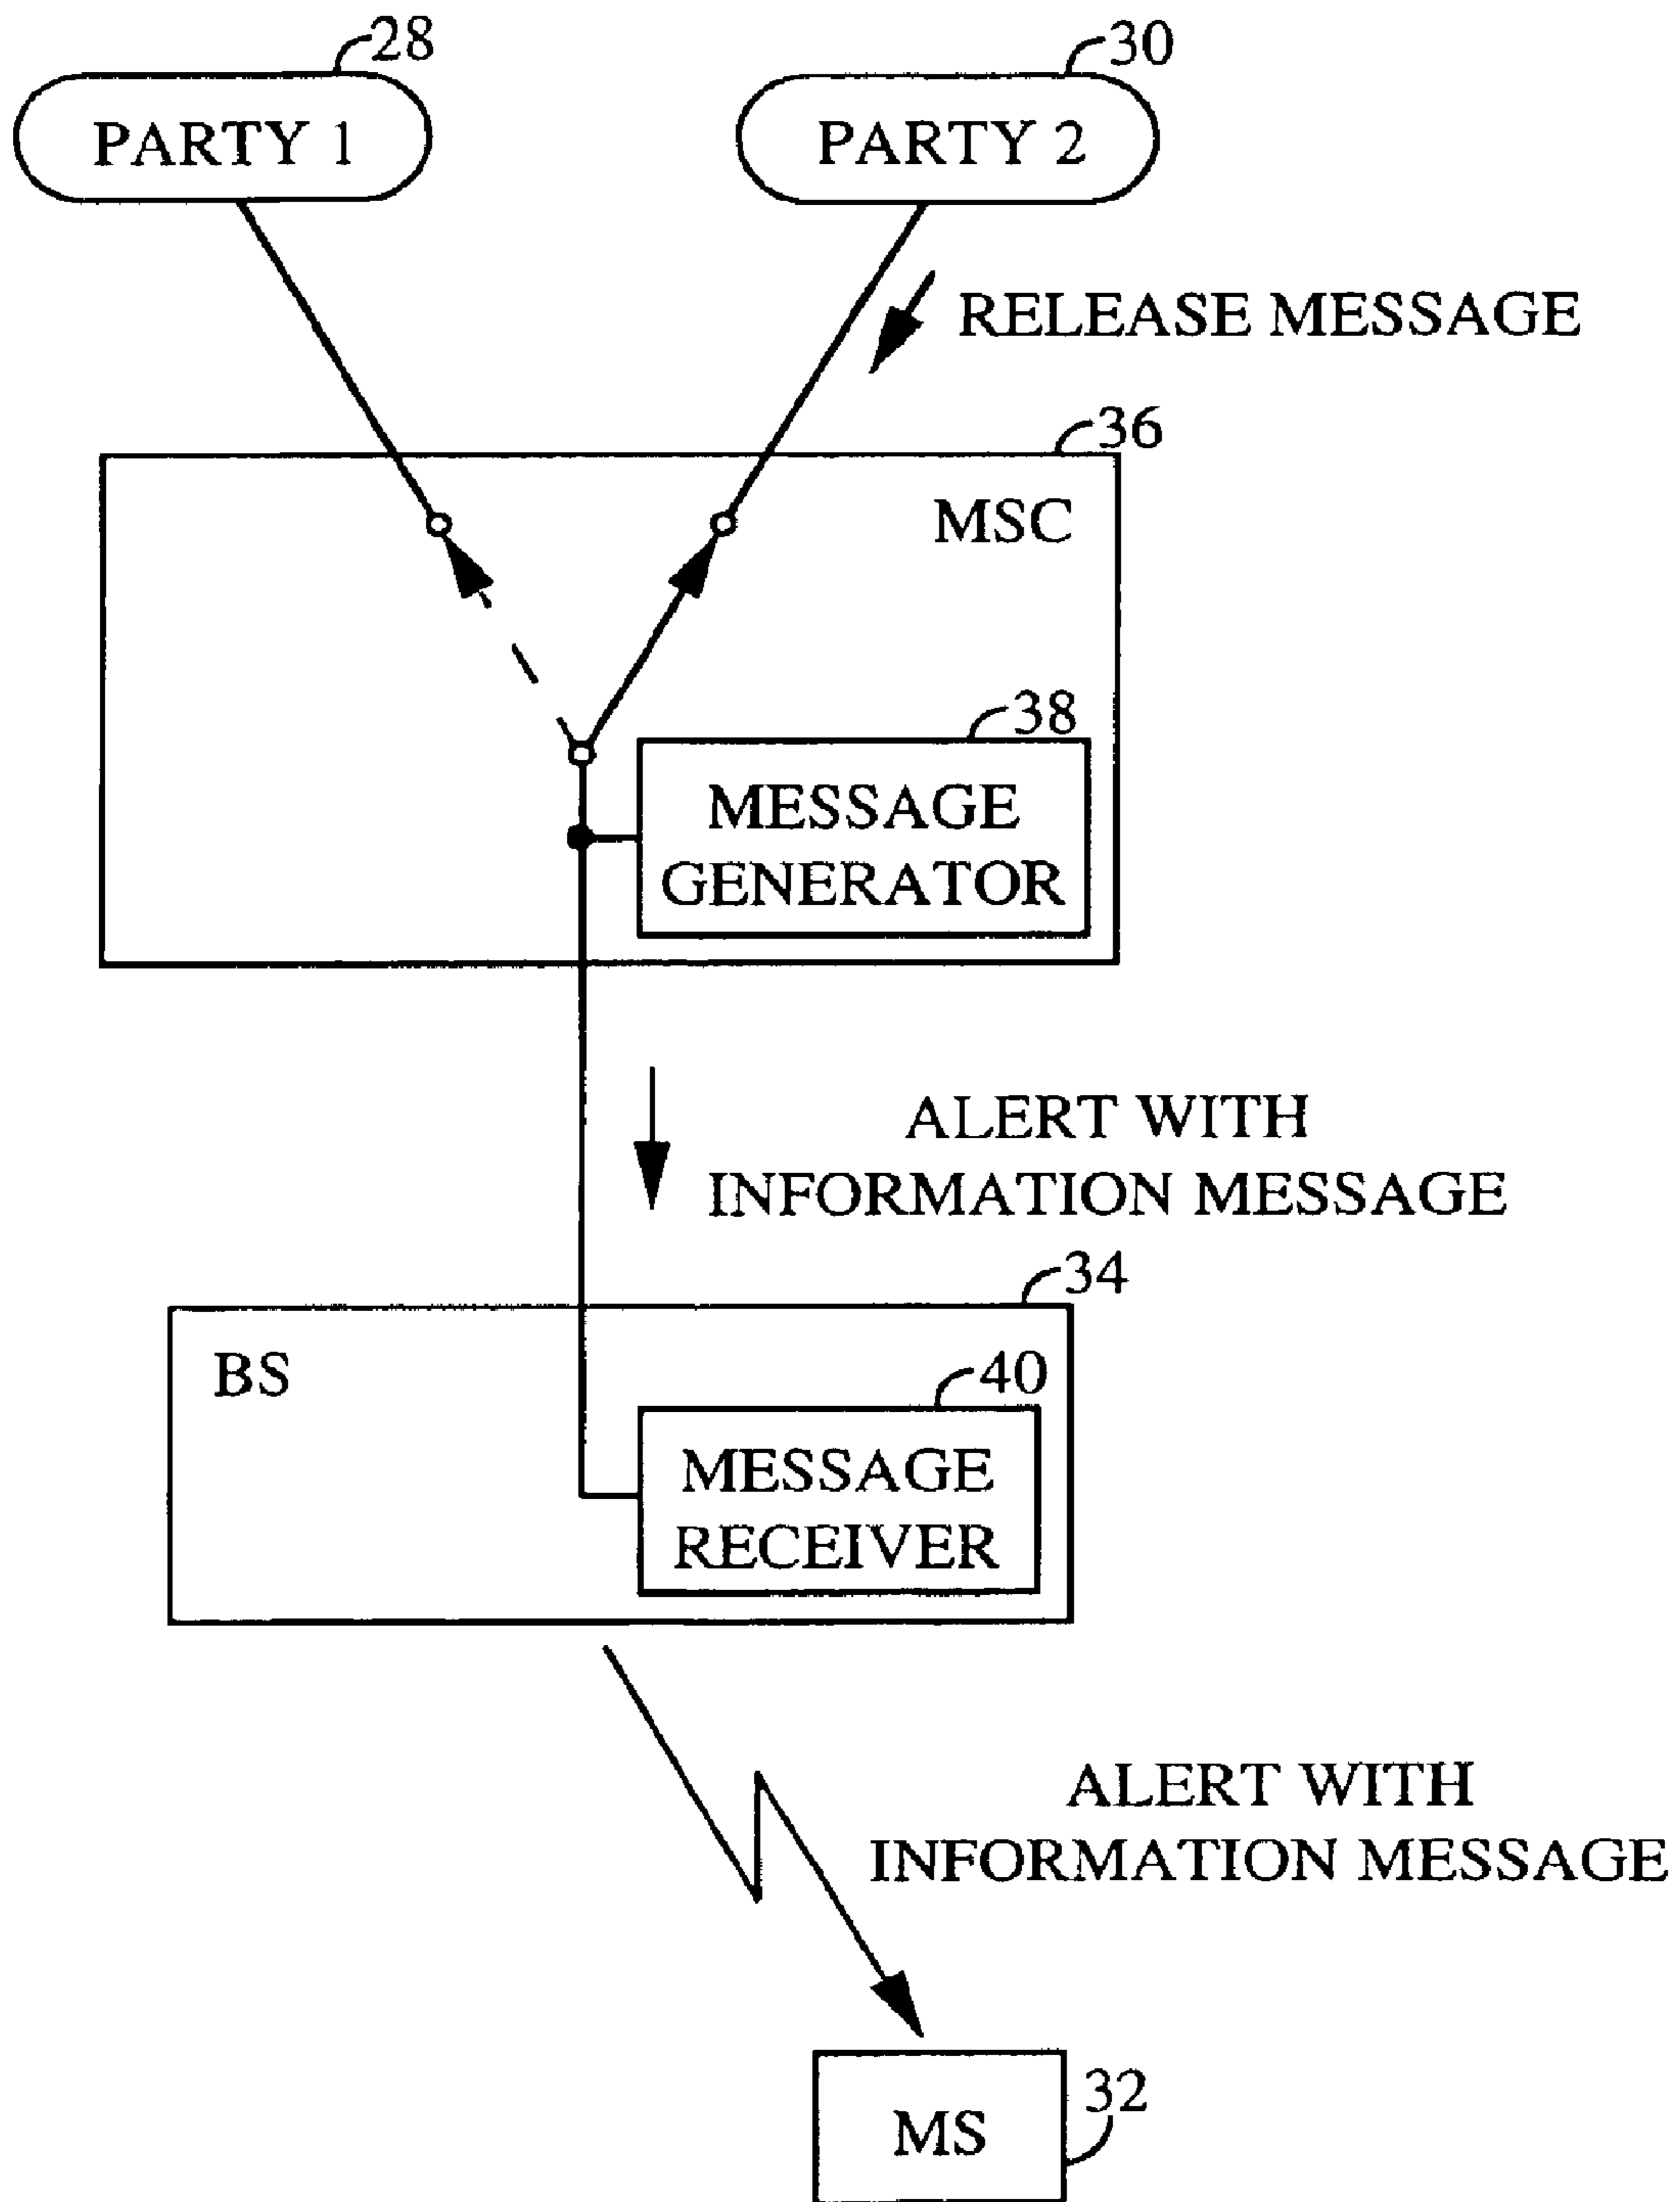 28
30
PARTY 1
PARTY 2
RELEASE MESSAGE
36
MSC
38
MESSAGE
GENERATOR
ALERT WITH
INFORMATION MESSAGE
34
BS
40
MESSAGE
RECEIVER
ALERT WITH
INFORMATION MESSAGE
32
MS